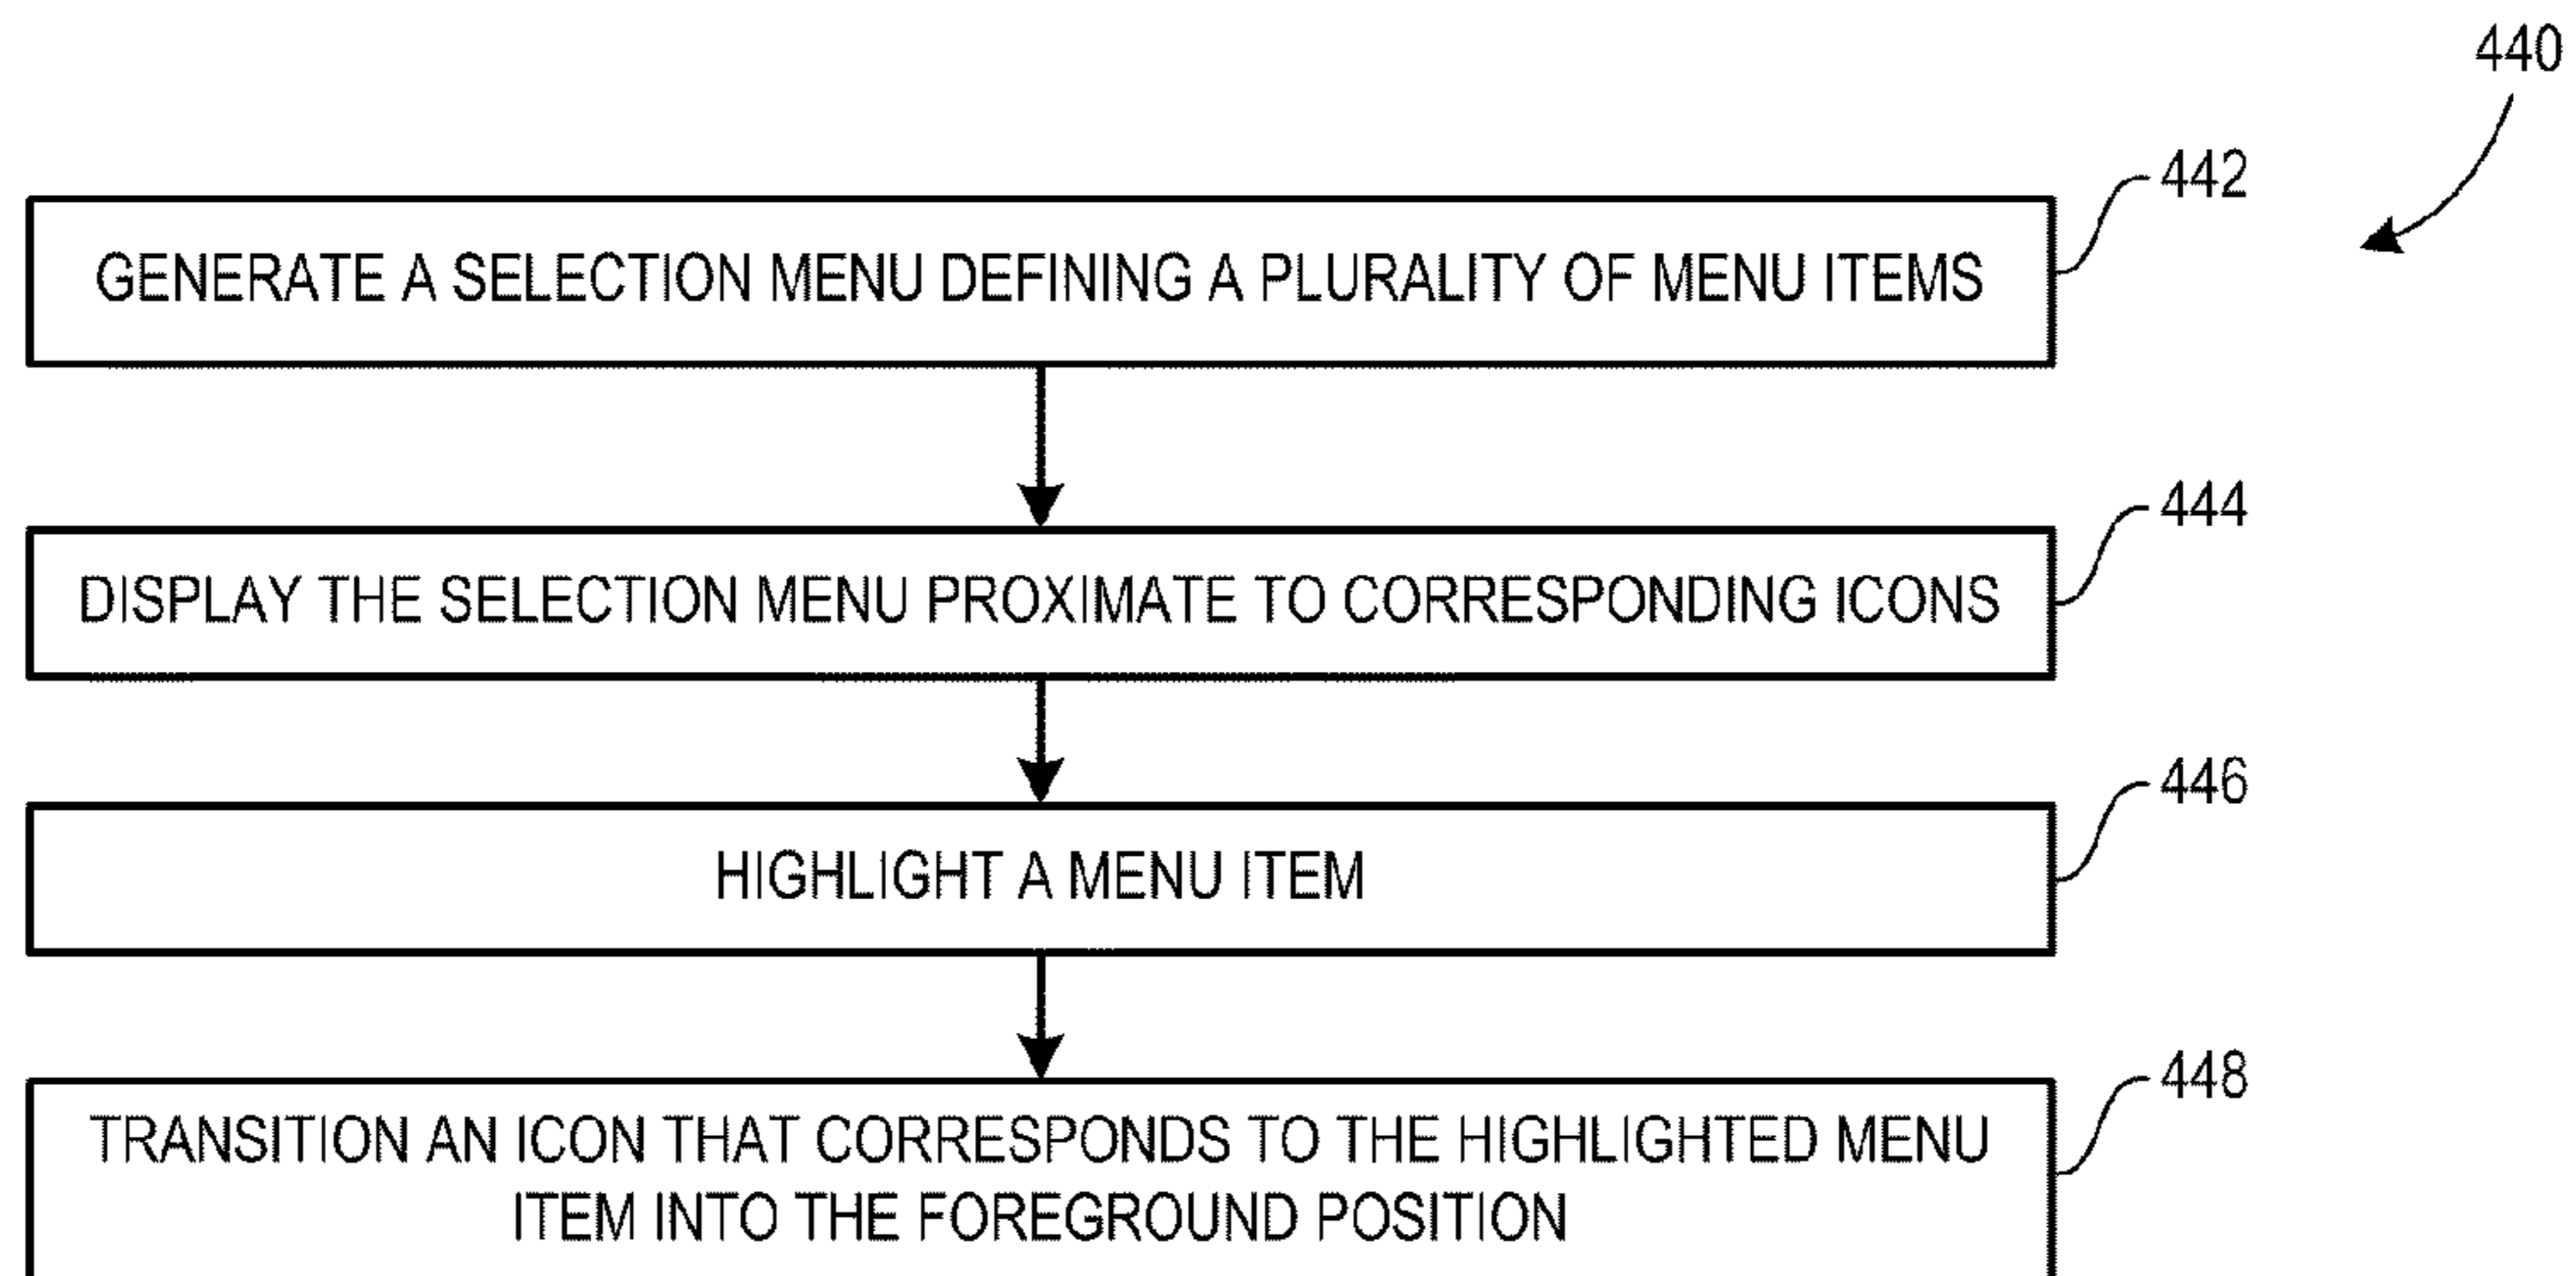 440
442
GENERATE A SELECTION MENU DEFINING A PLURALITY OF MENU ITEMS
444
DISPLAY THE SELECTION MENU PROXIMATE TO CORRESPONDING ICONS
446
HIGHLIGHT A MENU ITEM
448
TRANSITION AN ICON THAT CORRESPONDS TO THE HIGHLIGHTED MENU
ITEM INTO THE FOREGROUND POSITION